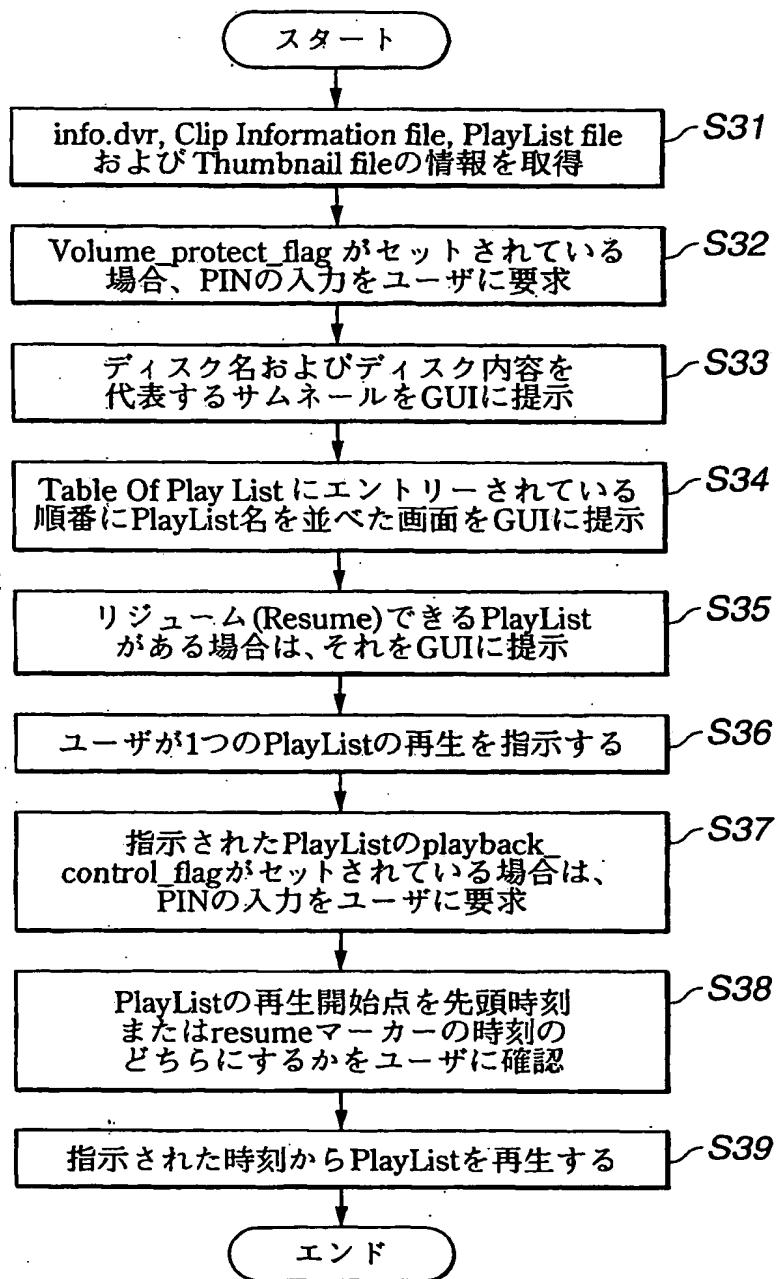 スタート
info.dvr, Clip Information file, PlayList file
および Thumbnail fileの情報を取得
S31
Volume_protect_flag がセットされている
場合、PINの入力をユーザに要求
S32
ディスク名およびディスク内容を
代表するサムネールをGUIに提示
S33
Table Of Play List にエントリーされている
順番にPlayList名を並べた画面をGUIに提示
S34
リジューム(Resume)できるPlayList
がある場合は、それをGUIに提示
S35
ユーザが1つのPlayListの再生を指示する
S36
指示されたPlayListのplayback_
control_flagがセットされている場合は、
PINの入力をユーザに要求
S37
PlayListの再生開始点を先頭時刻
またはresumeマーカーの時刻の
どちらにするかをユーザに確認
S38
指示された時刻からPlayListを再生する
S39
エンド